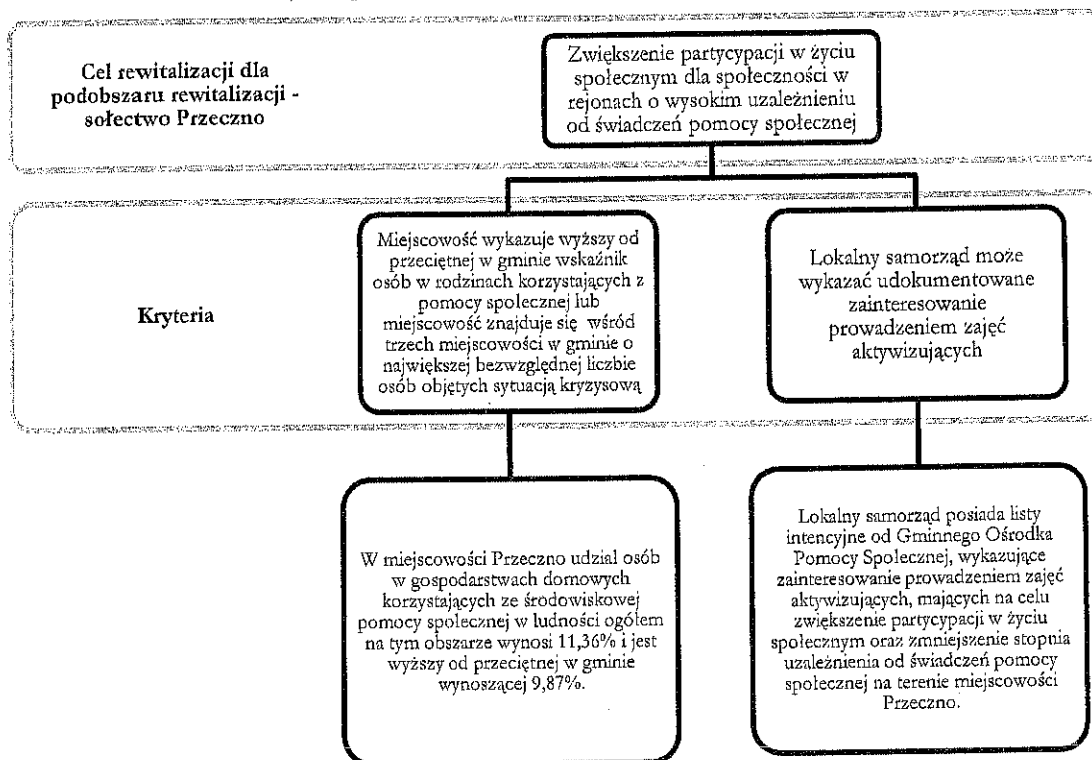 Cel rewitalizacji dla
podobszaru rewitalizacji -
sołectwo Przeczno
Zwiększenie partycypacji w życiu
społecznym dla społeczności w
rejonach o wysokim uzależnieniu
od świadczeń pomocy społecznej
Kryteria
Miejscowość wykazuje wyższy od
przeciętnej w gminie wskaźnik
osób w rodzinach korzystających z
pomocy społecznej lub
miejscowość znajduje się wśród
trzech miejscowości w gminie o
największej bezwzględnej liczbie
osób objętych sytuacją kryzysową
Lokalny samorząd może
wykazać udokumentowane
zainteresowanie
prowadzeniem zajęć
aktywizujących
W miejscowości Przeczno udział osób
w gospodarstwach domowych
korzystających ze środowiskowej
pomocy społecznej w ludności ogółem
na tym obszarze wynosi 11,36% i jest
wyższy od przeciętnej w gminie
wynoszącej 9,87%.
Lokalny samorząd posiada listy
intencyjne od Gminnego Ośrodka
Pomocy Społecznej, wykazujące
zainteresowanie prowadzeniem zajęć
aktywizujących, mających na celu
zwiększenie partycypacji w życiu
społecznym oraz zmniejszenie stopnia
uzależnienia od świadczeń pomocy
społecznej na terenie miejscowości
Przeczno.